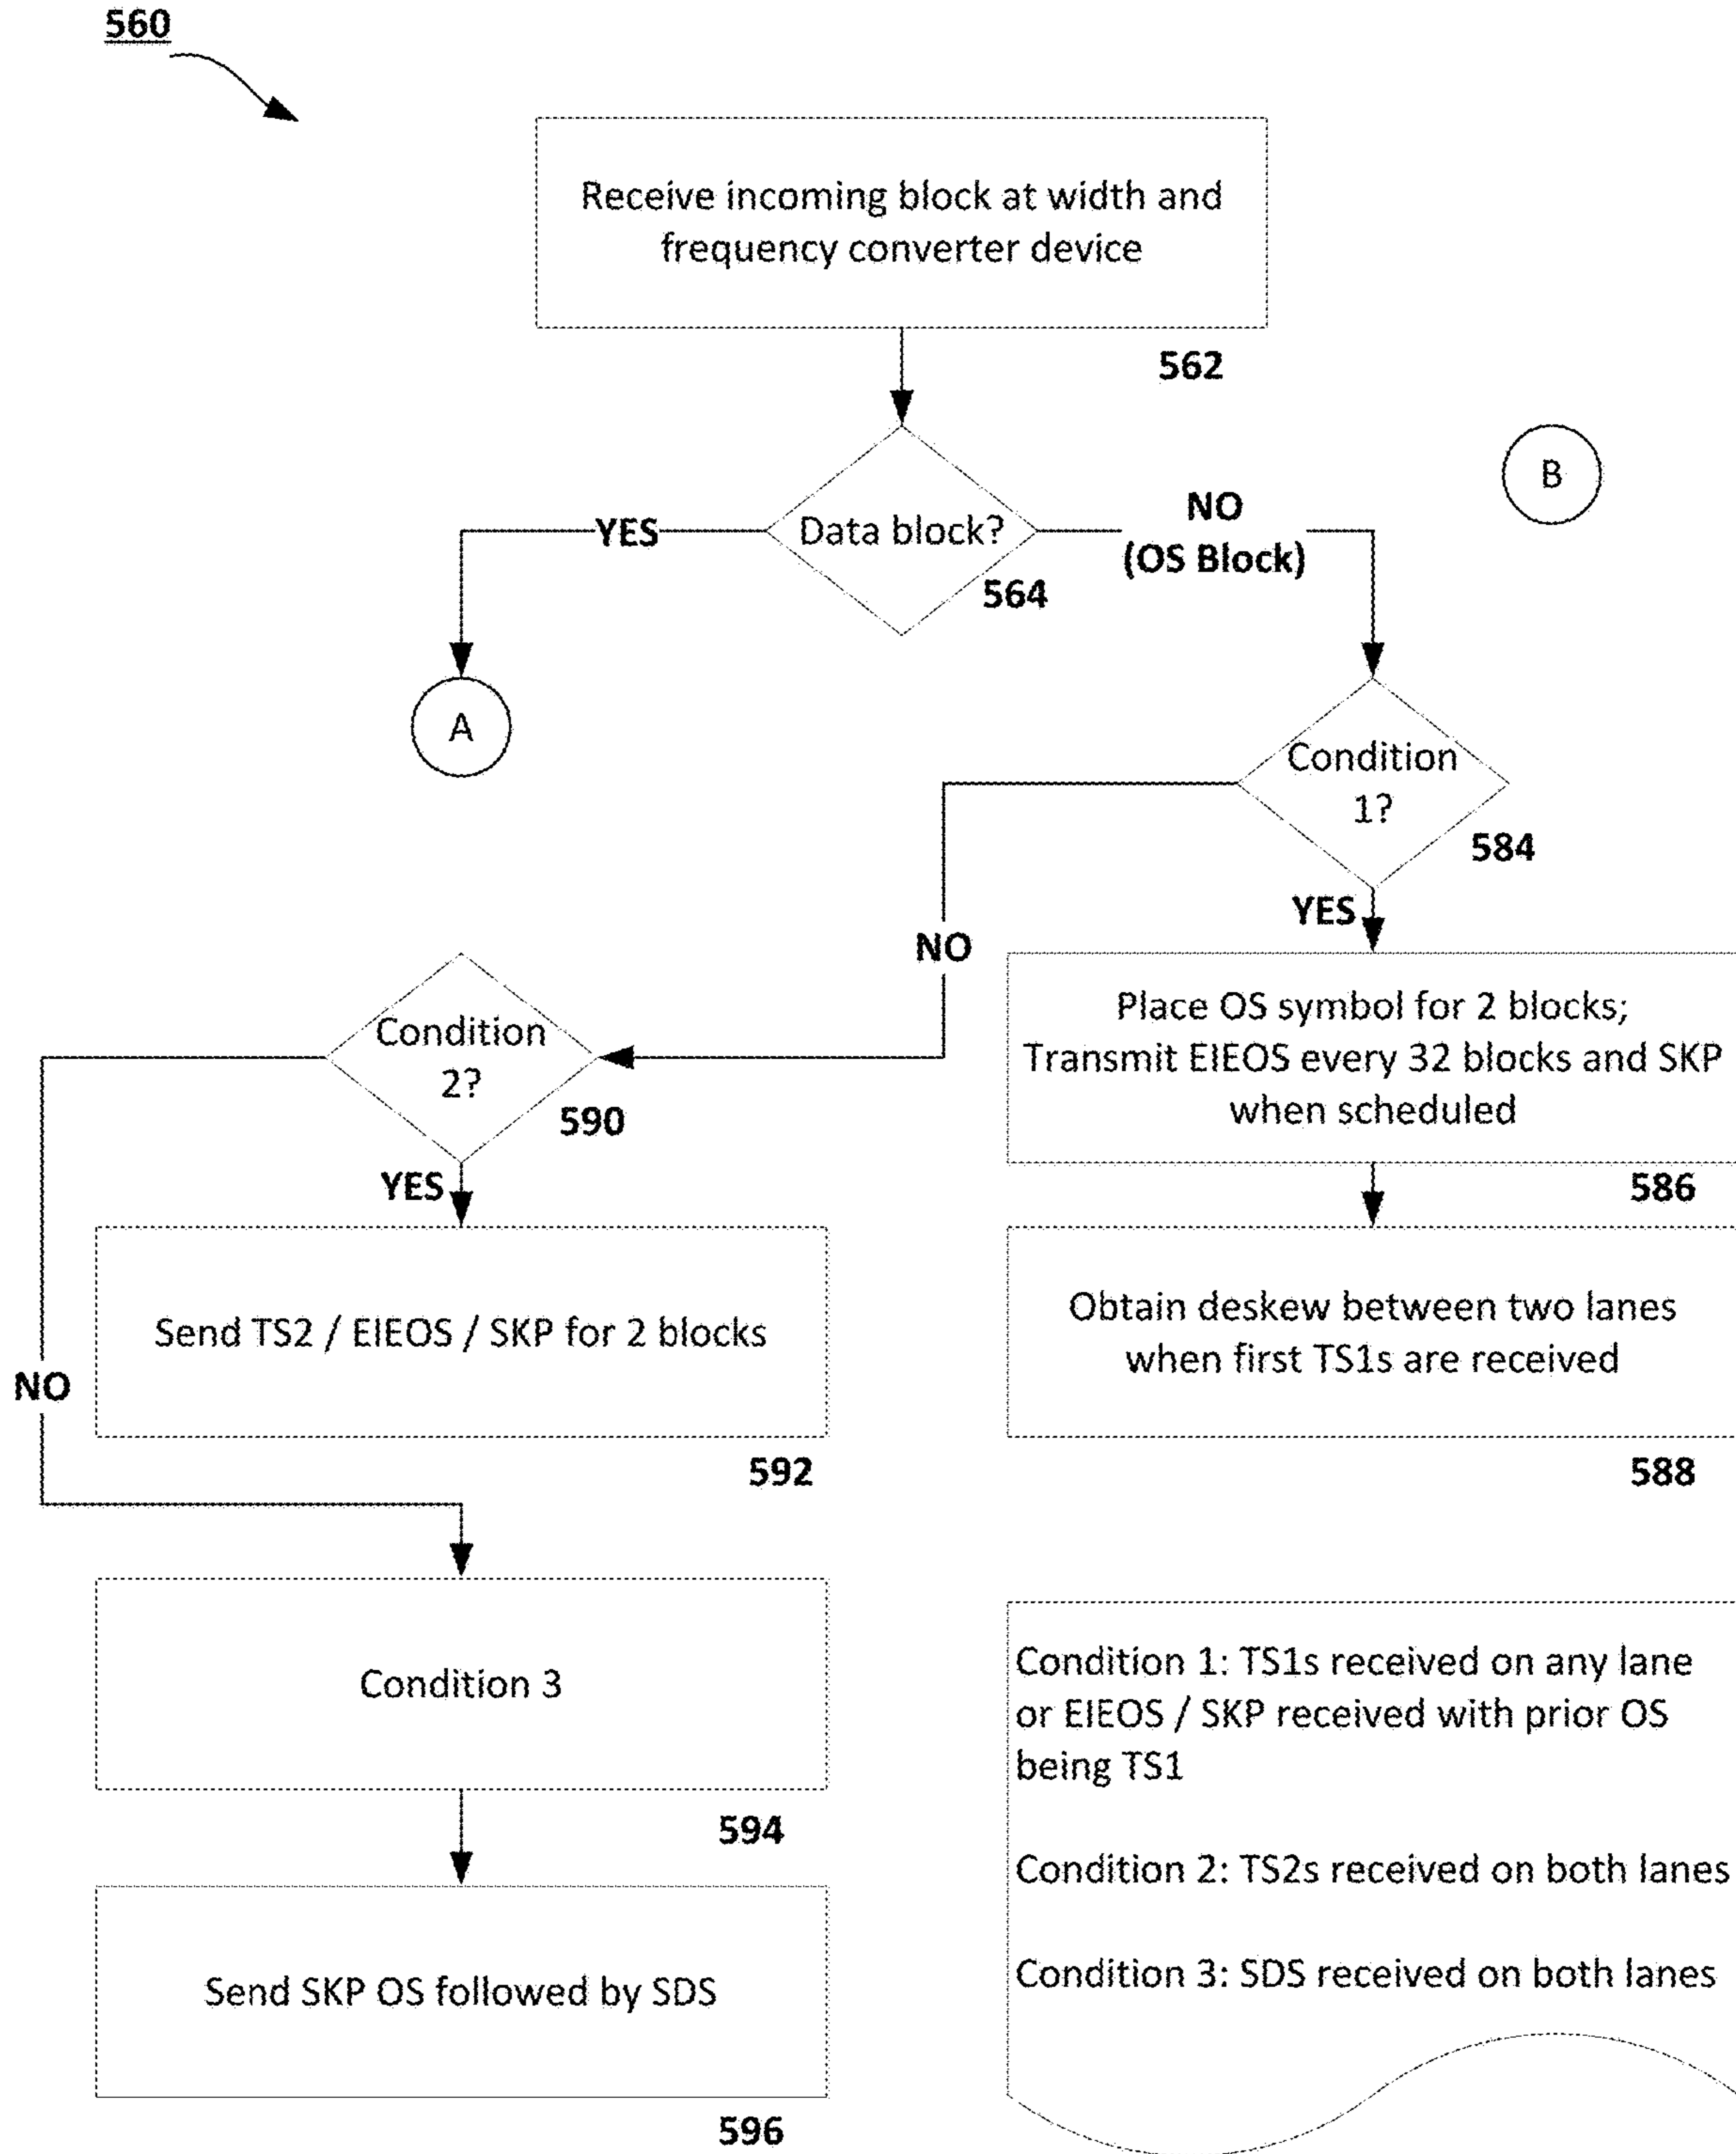 560
Receive incoming block at width and
frequency converter device
562
B
YES
Data block?
NO
(OS Block)
564
A
Condition
1?
584
YES
NO
Place OS symbol for 2 blocks;
Transmit EIEOS every 32 blocks and SKP
when scheduled
586
Condition
2?
590
YES
Send TS2 / EIEOS / SKP for 2 blocks
592
Obtain deskew between two lanes
when first TS1s are received
588
NO
Condition 3
594
Send SKP OS followed by SDS
596
Condition 1: TS1s received on any lane
or EIEOS / SKP received with prior OS
being TS1
Condition 2: TS2s received on both lanes
Condition 3: SDS received on both lanes